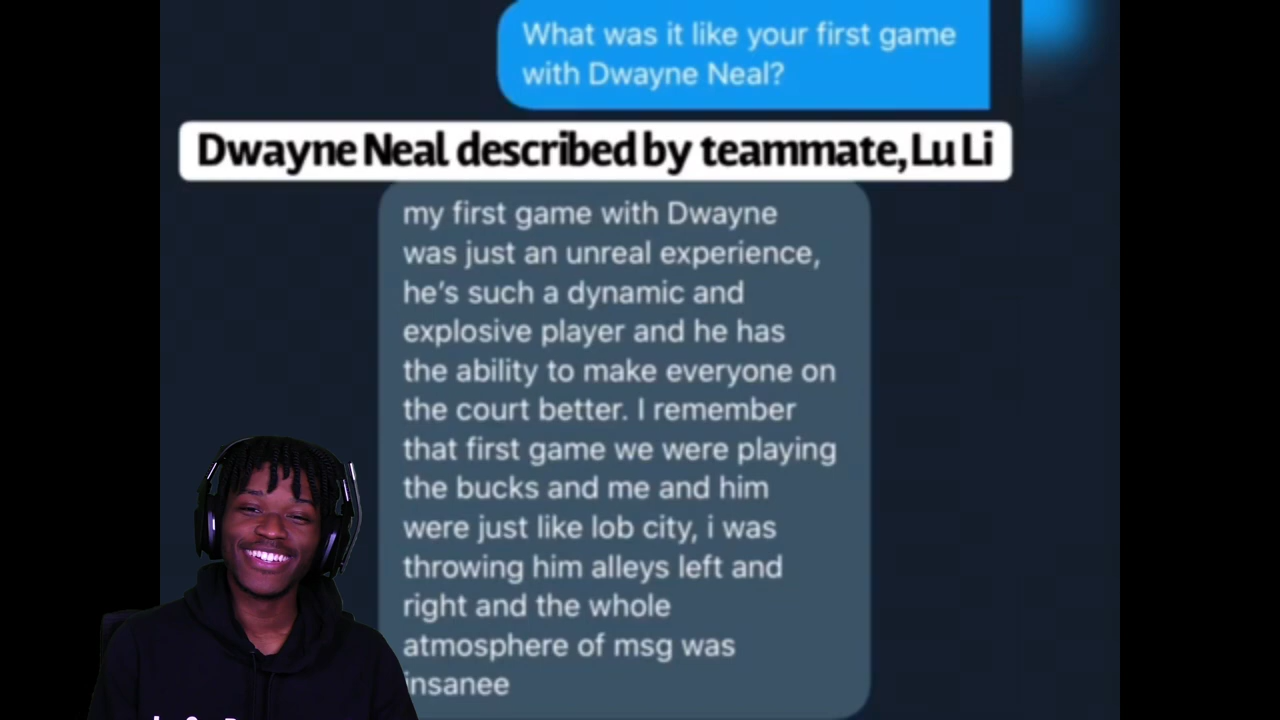 What was it like your first game
with Dwayne Neal?
Dwayne Neal described by teammate, Lu Li
my first game with Dwayne
was just an unreal experience,
he's such a dynamic and
explosive player and he has
the ability to make everyone on
the court better. I remember
that first game we were playing
the bucks and me and him
were just like lob city, i was
throwing him alleys left and
right and the whole
atmosphere of msg was
insanee